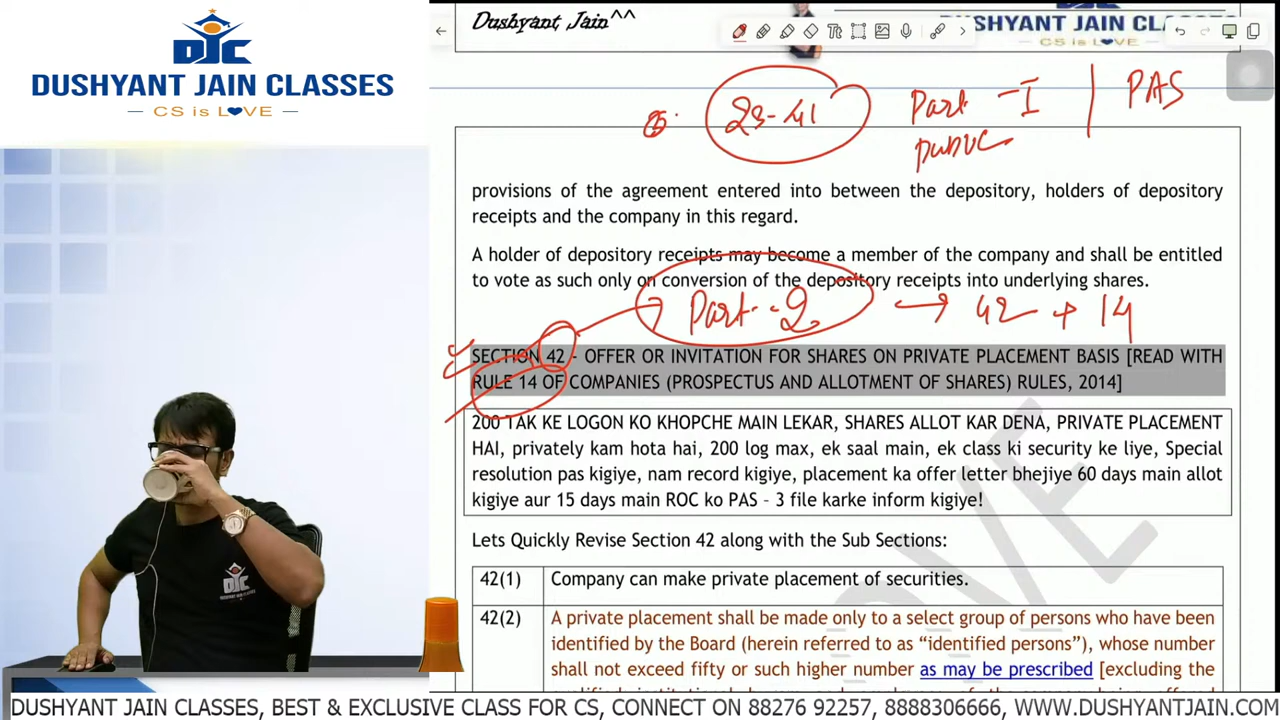 DJC
DUSHYANT JAIN CLASSES
CS is L VE
Dushyant Jain^^
DUSHYANT JAIN CLASSES
CS is L VE
23-41
Part -I
PAS
provisions of the agreement entered into between the depository, holders of depository
receipts and the company in this regard.
A holder of depository receipts may become a member of the company and shall be entitled
to vote as such only on conversion of the depository receipts into underlying shares.
Part - 2 → 42 + 14
SECTION 42 - OFFER OR INVITATION FOR SHARES ON PRIVATE PLACEMENT BASIS [READ WITH
RULE 14 OF COMPANIES (PROSPECTUS AND ALLOTMENT OF SHARES) RULES, 2014]
200 TAK KE LOGON KO KHOPCHE MAIN LEKAR, SHARES ALLOT KAR DENA, PRIVATE PLACEMENT
HAI, privately kam hota hai, 200 log max, ek saal main, ek class ki security ke liye, Special
resolution pas kigiye, nam record kigiye, placement ka offer letter bhejiye 60 days main allot
kigiye aur 15 days main ROC ko PAS – 3 file karke inform kigiye!
Lets Quickly Revise Section 42 along with the Sub Sections:
42(1) Company can make private placement of securities.
42(2) A private placement shall be made only to a select group of persons who have been
identified by the Board (herein referred to as “identified persons”), whose number
shall not exceed fifty or such higher number as may be prescribed [excluding the
DJC
DUSHYANT JAIN CLASSES, BEST & EXCLUSIVE CLASS FOR CS, CONNECT ON 88276 92257, 8888306666, WWW.DUSHYANTJAIN.COM